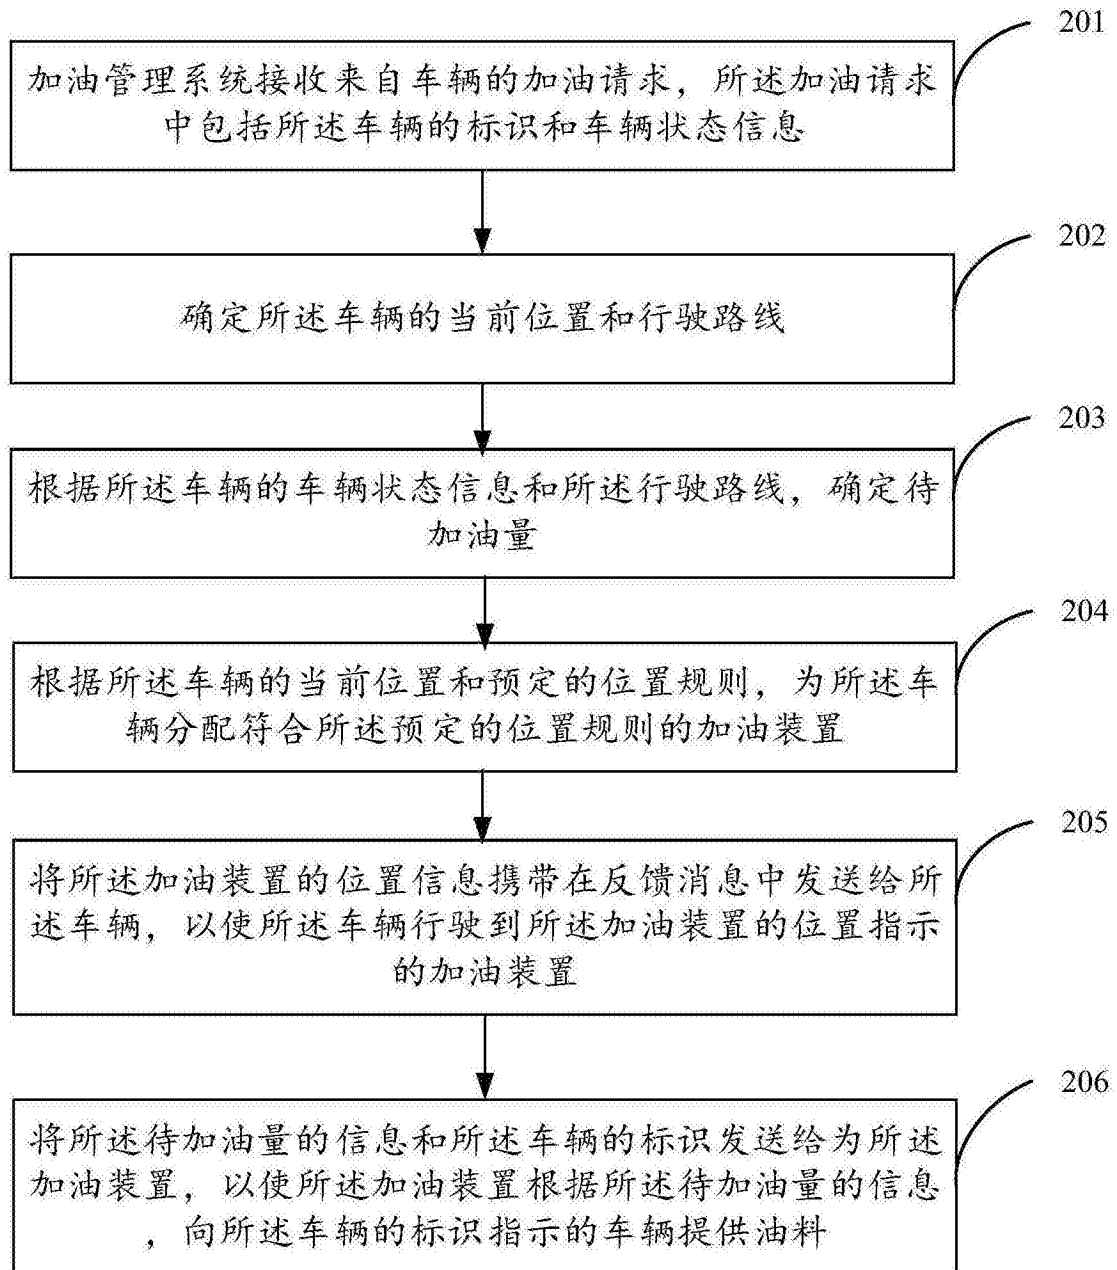 201
加油管理系统接收来自车辆的加油请求，所述加油请求
中包括所述车辆的标识和车辆状态信息
202
确定所述车辆的当前位置和行驶路线
203
根据所述车辆的车辆状态信息和所述行驶路线，确定待
加油量
204
根据所述车辆的当前位置和预定的位置规则，为所述车
辆分配符合所述预定的位置规则的加油装置
205
将所述加油装置的位置信息携带在反馈消息中发送给所
述车辆，以使所述车辆行驶到所述加油装置的位置指示
的加油装置
206
将所述待加油量的信息和所述车辆的标识发送给为所述
加油装置，以使所述加油装置根据所述待加油量的信息
，向所述车辆的标识指示的车辆提供油料